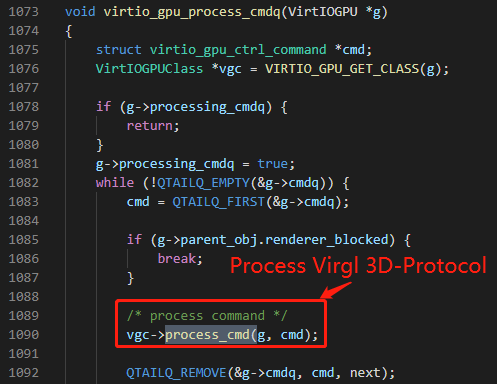 1073 void virtio_gpu_process_cmdq(VirtIOGPU *g)
1074 {
1075     struct virtio_gpu_ctrl_command *cmd;
1076     VirtIOGPUClass *vgc = VIRTIO_GPU_GET_CLASS(g);
1077
1078     if (g->processing_cmdq) {
1079         return;
1080     }
1081     g->processing_cmdq = true;
1082     while (!QTAILQ_EMPTY(&g->cmdq)) {
1083         cmd = QTAILQ_FIRST(&g->cmdq);
1084
1085         if (g->parent_obj.renderer_blocked) {
1086             break;
Process Virgl 3D-Protocol
1087         }
1088
1089         /* process command */
1090         vgc->process_cmd(g, cmd);
1091
1092         QTAILQ_REMOVE(&g->cmdq, cmd, next);